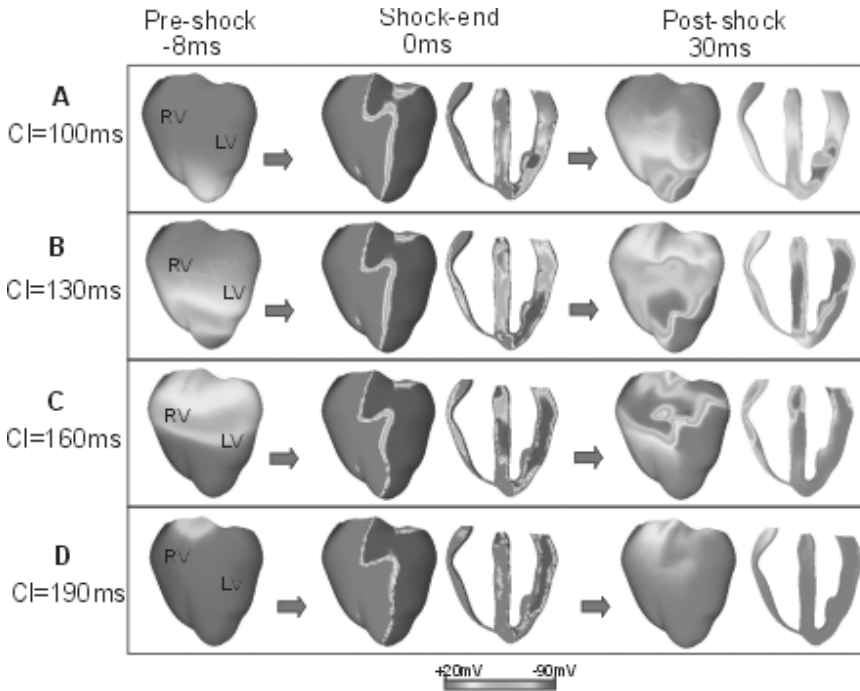 Pre-shock
-8ms
Shock-end
0ms
Post-shock
30ms
A
CI=100ms
RV
LV
B
CI=130ms
RV
LV
C
CI=160ms
RV
LV
D
CI=190ms
RV
LV
+20mV -90mV